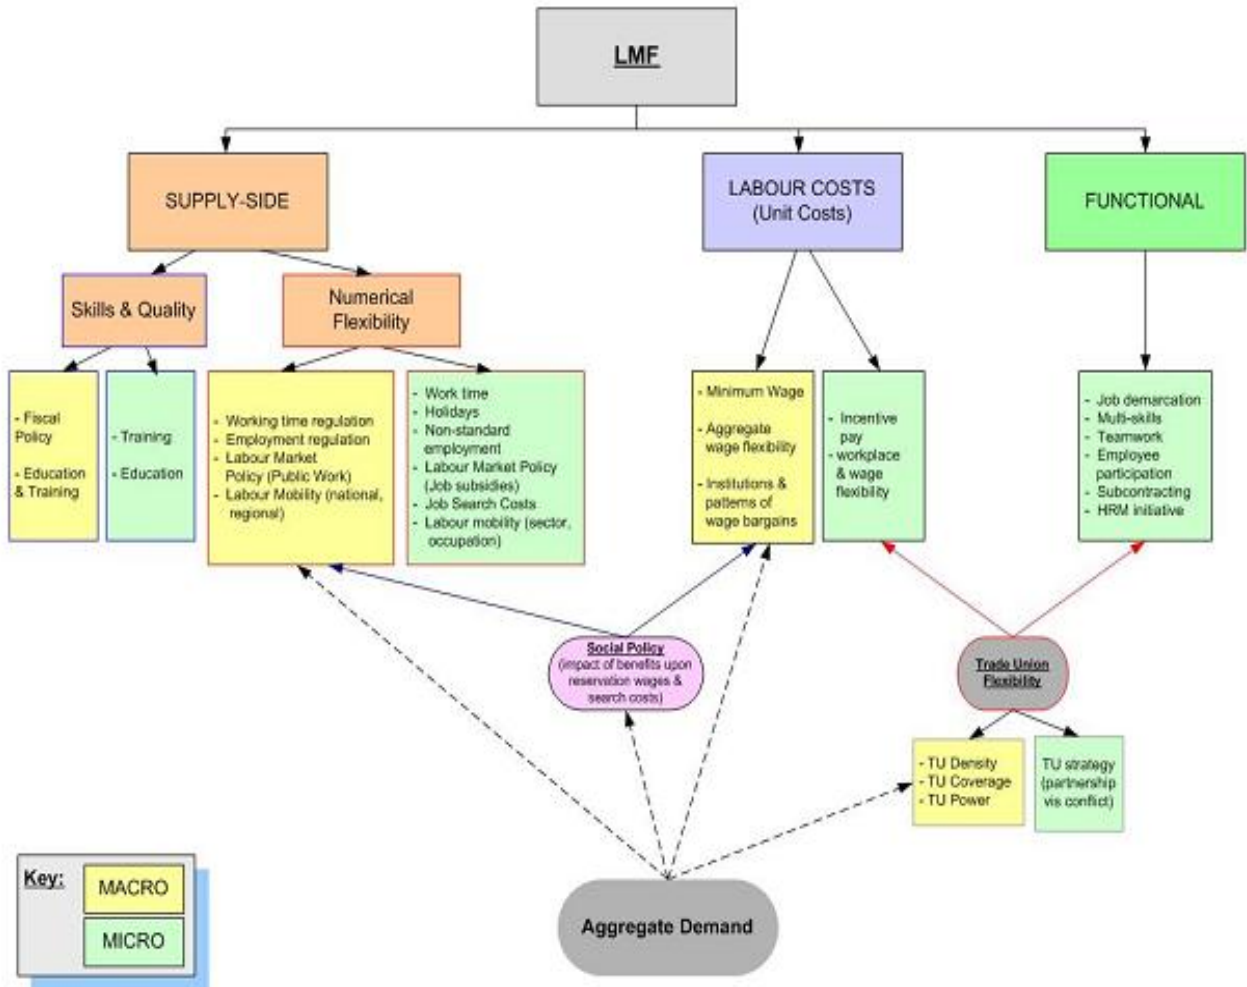 LMF
SUPPLY-SIDE
LABOUR COSTS
(Unit Costs)
FUNCTIONAL
Skills & Quality
Numerical
Flexibility
- Fiscal
Policy
- Education
& Training
- Training
- Education
- Working time regulation
- Employment regulation
- Labour Market
Policy (Public Work)
- Labour Mobility (national,
regional)
- Work time
- Holidays
- Non-standard
employment
- Labour Market Policy
(Job subsidies)
- Job Search Costs
- Labour mobility (sector,
occupation)
- Minimum Wage
- Aggregate
wage flexibility
- Institutions &
patterns of
wage bargains
- Incentive
pay
- workplace
& wage
flexibility
- Job demarcation
- Multi-skills
- Teamwork
- Employee
participation
- Subcontracting
- HRM initiative
Social Policy
(impact of benefits upon
reservation wages &
search costs)
Trade Union
Flexibility
- TU Density
- TU Coverage
- TU Power
TU strategy
(partnership
vis conflict)
Key:
MACRO
MICRO
Aggregate Demand